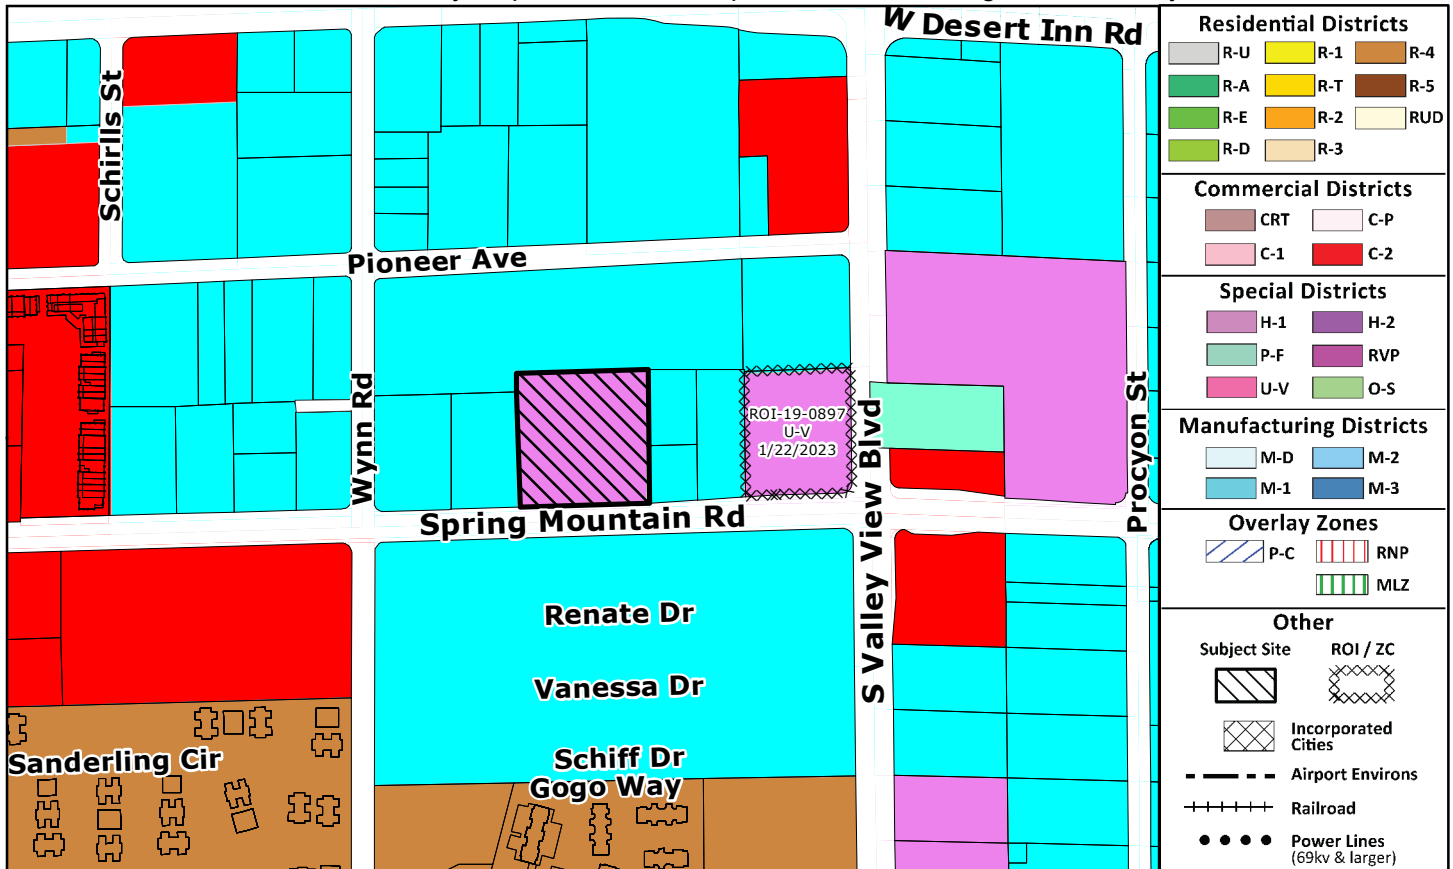 W Desert Inn Rd
Schirlls St
Pioneer Ave
Wynn Rd
ROI-19-0897
U-V
1/22/2023
S Valley View Blvd
Procyon St
Spring Mountain Rd
Renate Dr
Vanessa Dr
Schiff Dr
Gogo Way
Sanderling Cir
Residential Districts
R-U R-1 R-4
R-A R-T R-5
R-E R-2 RUD
R-D R-3
Commercial Districts
CRT C-P
C-1 C-2
Special Districts
H-1 H-2
P-F RVP
U-V O-S
Manufacturing Districts
M-D M-2
M-1 M-3
Overlay Zones
P-C RNP
MLZ
Other
Subject Site ROI / ZC
Incorporated
Cities
Airport Environs
Railroad
Power Lines
(69kv & larger)